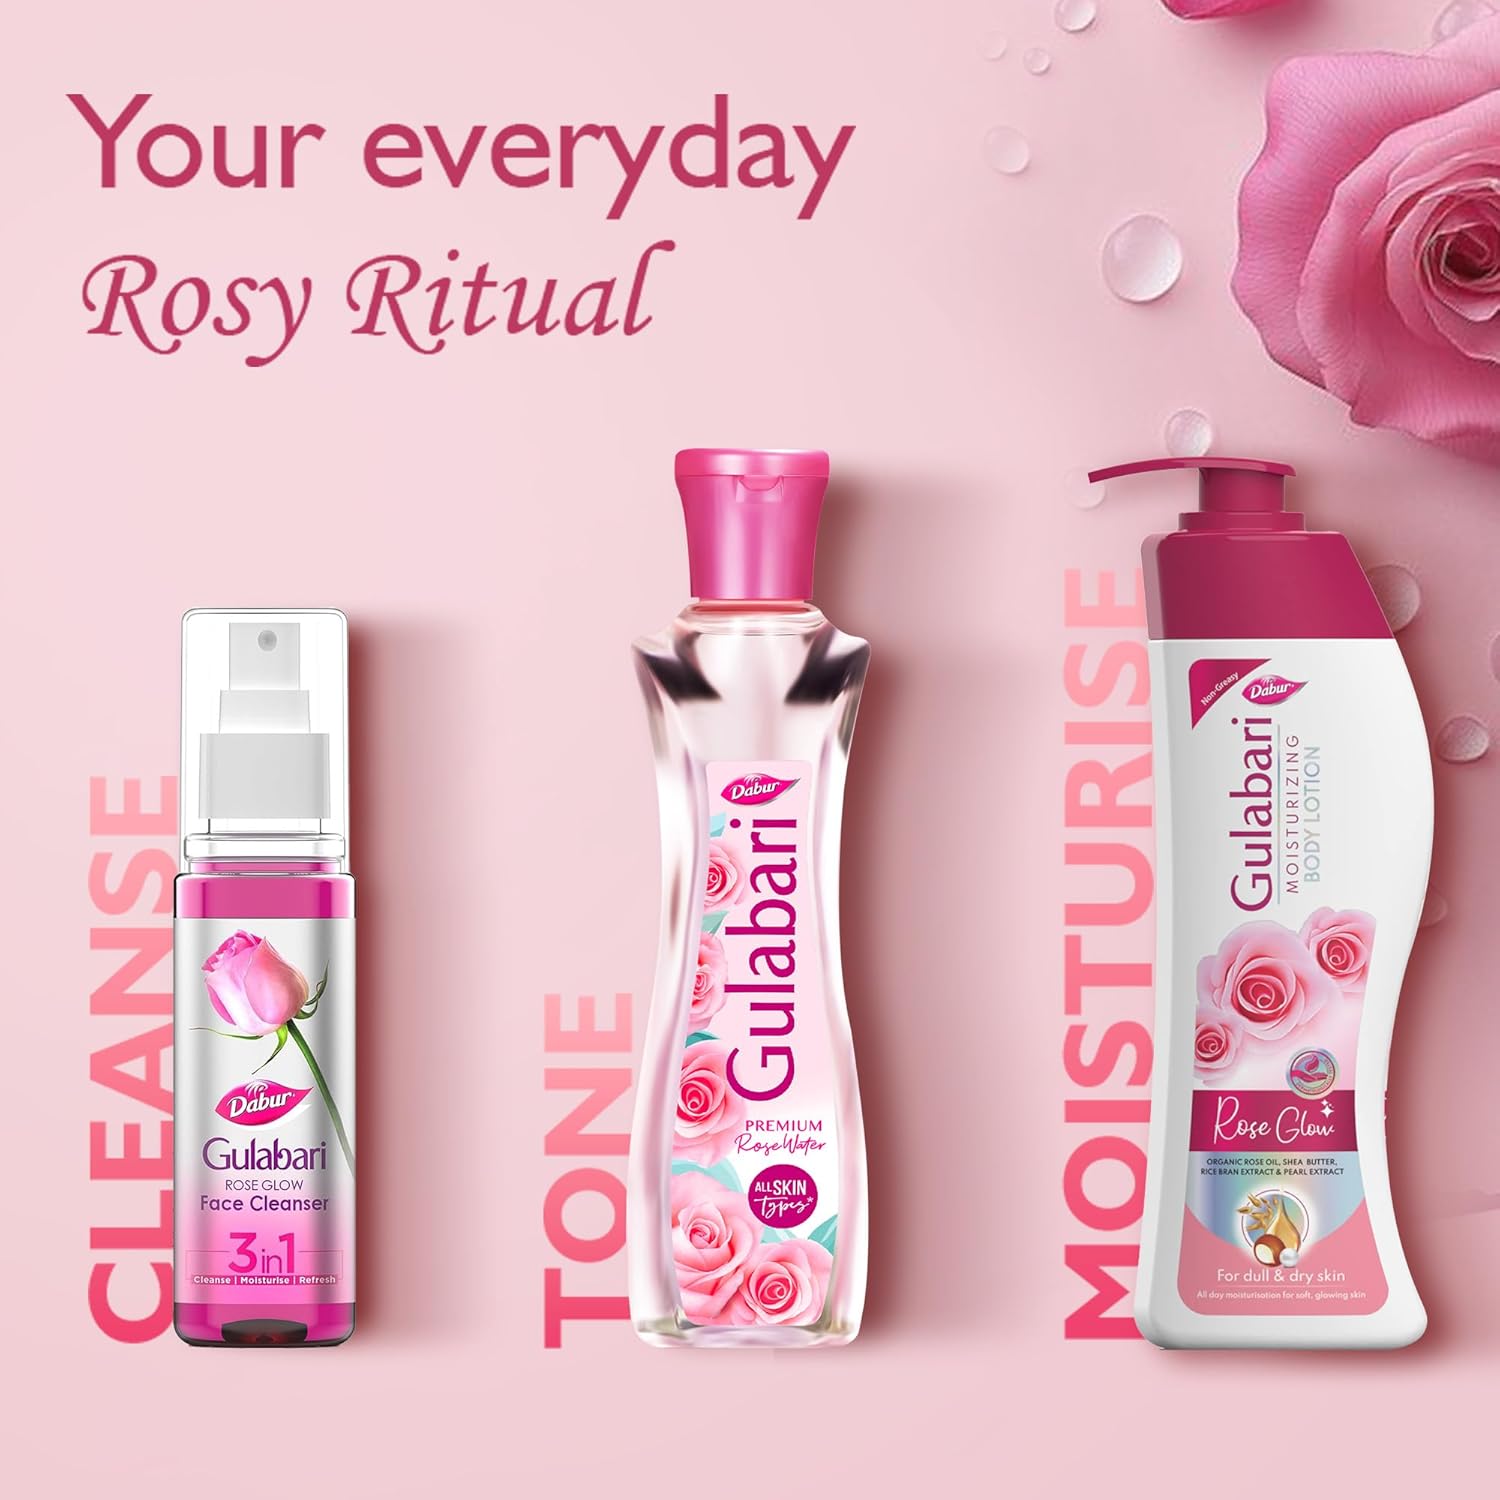 Your everyday
Rosy Ritual
CLEANSE
Dabur
Gulabari
ROSE GLOW
Face Cleanser
3in1
Cleanse | Moisturise | Refresh
TONE
Dabur
Gulabari
PREMIUM
Rose Water
ALL SKIN
Types*
MOISTURISE
Non-Greasy
Dabur
Gulabari
MOISTURIZING
BODY LOTION
Rose Glow
ORGANIC ROSE OIL, SHEA BUTTER,
RICE BRAN EXTRACT & PEARL EXTRACT
For dull & dry skin
All day moisturisation for soft, glowing skin